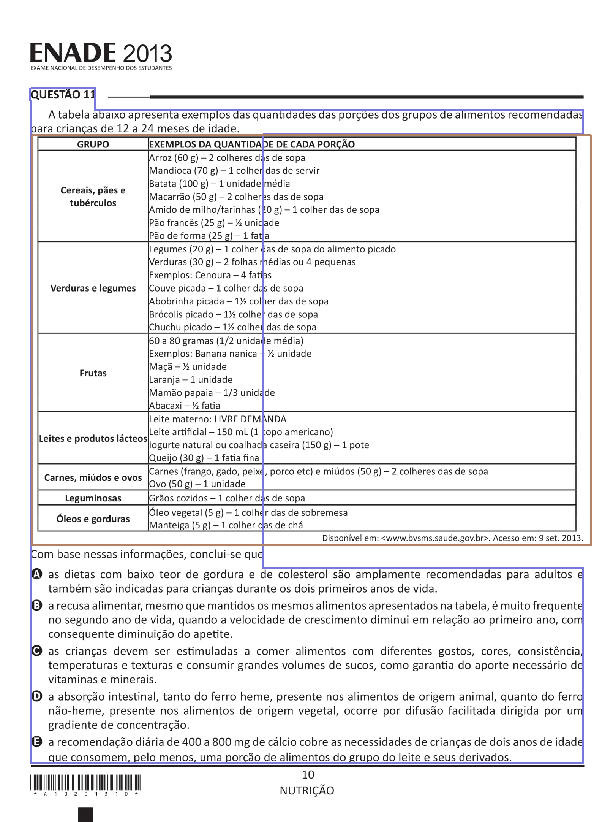 ENADE 2013
EXAME NACIONAL DE DESEMPENHO DOS ESTUDANTES
QUESTÃO 11
A tabela abaixo apresenta exemplos das quantidades das porções dos grupos de alimentos recomendadas
para crianças de 12 a 24 meses de idade.
GRUPO EXEMPLOS DA QUANTIDADE DE CADA PORÇÃO
Cereais, pães e
tubérculos
Arroz (60 g) – 2 colheres das de sopa
Mandioca (70 g) – 1 colher das de servir
Batata (100 g) – 1 unidade média
Macarrão (50 g) – 2 colheres das de sopa
Amido de milho/farinhas (20 g) – 1 colher das de sopa
Pão francês (25 g) – ½ unidade
Pão de forma (25 g) – 1 fatia
Verduras e legumes
Legumes (20 g) – 1 colher das de sopa do alimento picado
Verduras (30 g) – 2 folhas médias ou 4 pequenas
Exemplos: Cenoura – 4 fatias
Couve picada – 1 colher das de sopa
Abobrinha picada – 1½ colher das de sopa
Brócolis picado – 1½ colher das de sopa
Chuchu picado – 1½ colher das de sopa
Frutas
60 a 80 gramas (1/2 unidade média)
Exemplos: Banana nanica – ½ unidade
Maçã – ½ unidade
Laranja – 1 unidade
Mamão papaia – 1/3 unidade
Abacaxi – ½ fatia
Leites e produtos lácteos
Leite materno: LIVRE DEMANDA
Leite artificial – 150 mL (1 copo americano)
Iogurte natural ou coalhada caseira (150 g) – 1 pote
Queijo (30 g) – 1 fatia fina
Carnes, miúdos e ovos
Carnes (frango, gado, peixe, porco etc) e miúdos (50 g) – 2 colheres das de sopa
Ovo (50 g) – 1 unidade
Leguminosas Grãos cozidos – 1 colher das de sopa
Óleos e gorduras
Óleo vegetal (5 g) – 1 colher das de sobremesa
Manteiga (5 g) – 1 colher das de chá
Disponível em: <www.bvsms.saude.gov.br>. Acesso em: 9 set. 2013.
Com base nessas informações, conclui-se que
A as dietas com baixo teor de gordura e de colesterol são amplamente recomendadas para adultos e
também são indicadas para crianças durante os dois primeiros anos de vida.
B a recusa alimentar, mesmo que mantidos os mesmos alimentos apresentados na tabela, é muito frequente
no segundo ano de vida, quando a velocidade de crescimento diminui em relação ao primeiro ano, com
consequente diminuição do apetite.
C as crianças devem ser estimuladas a comer alimentos com diferentes gostos, cores, consistência,
temperaturas e texturas e consumir grandes volumes de sucos, como garantia do aporte necessário de
vitaminas e minerais.
D a absorção intestinal, tanto do ferro heme, presente nos alimentos de origem animal, quanto do ferro
não-heme, presente nos alimentos de origem vegetal, ocorre por difusão facilitada dirigida por um
gradiente de concentração.
E a recomendação diária de 400 a 800 mg de cálcio cobre as necessidades de crianças de dois anos de idade
que consomem, pelo menos, uma porção de alimentos do grupo do leite e seus derivados.
10
NUTRIÇÃO